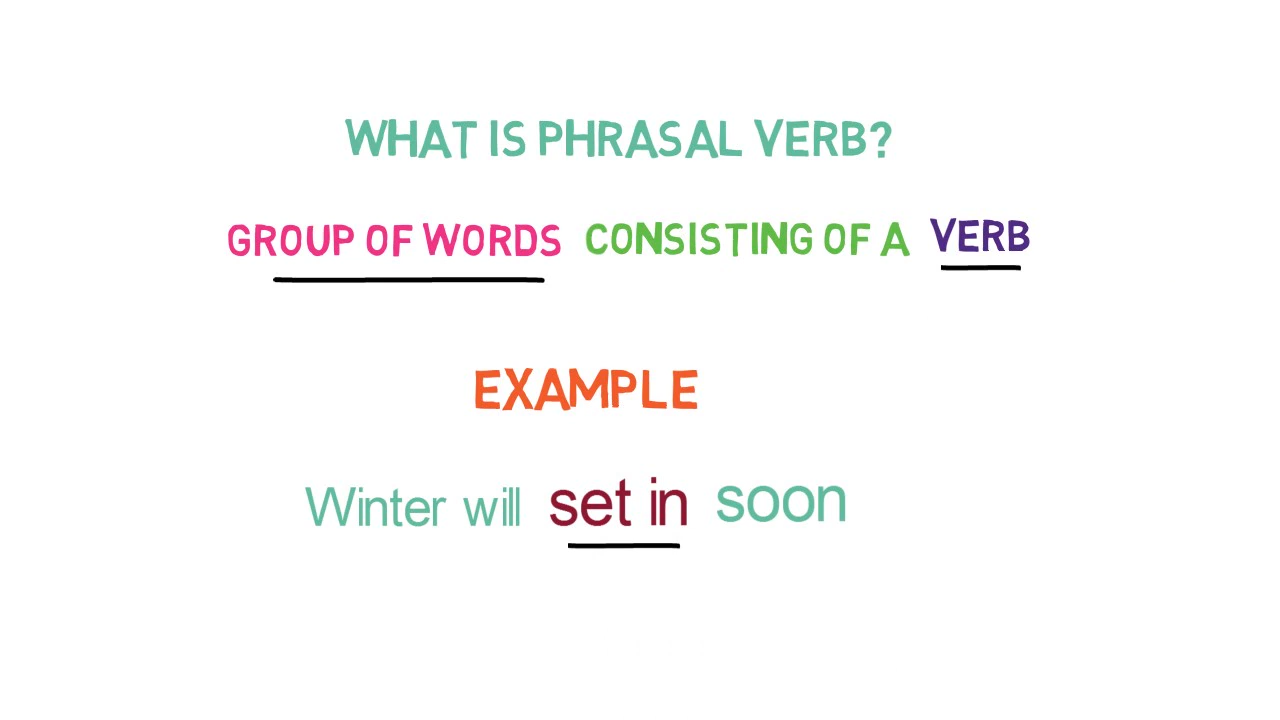 WHAT IS PHRASAL VERB?
GROUP OF WORDS CONSISTING OF A VERB
EXAMPLE
Winter will set in soon